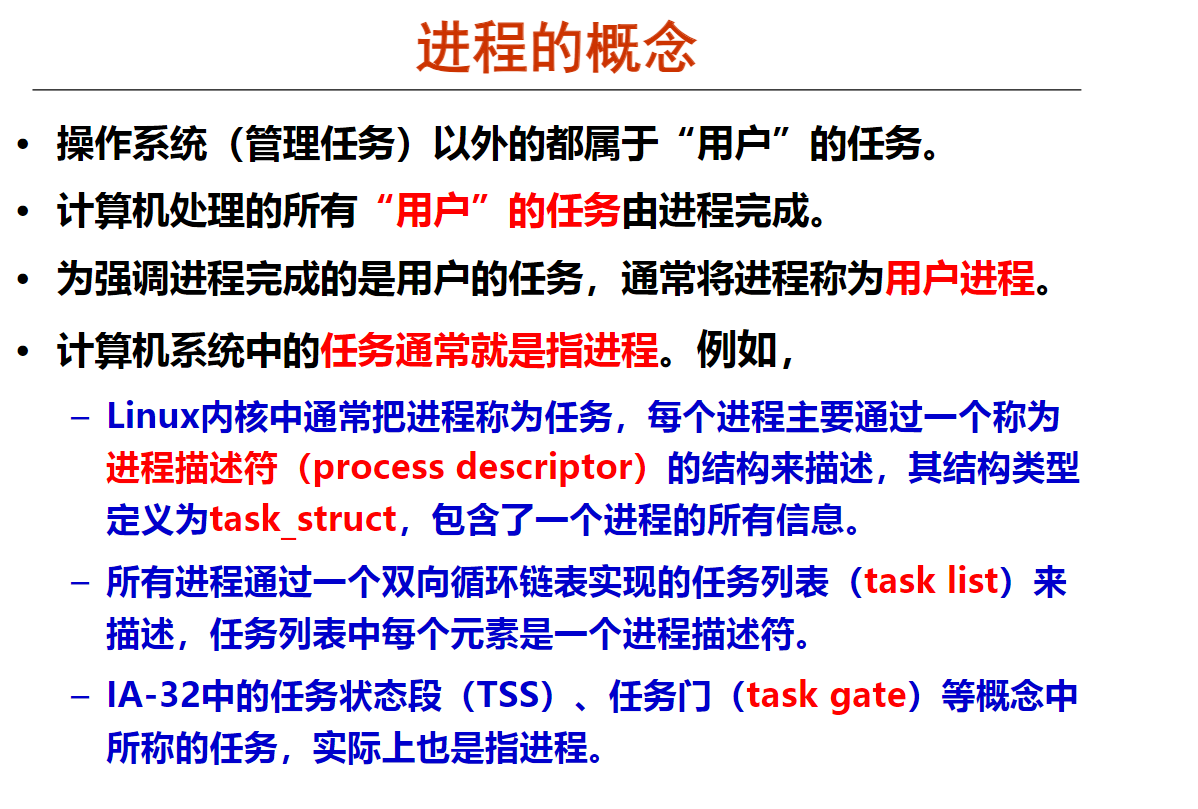 进程的概念
• 操作系统（管理任务）以外的都属于“用户”的任务。
• 计算机处理的所有“用户”的任务由进程完成。
• 为强调进程完成的是用户的任务，通常将进程称为用户进程。
• 计算机系统中的任务通常就是指进程。例如，
– Linux内核中通常把进程称为任务，每个进程主要通过一个称为
进程描述符（process descriptor）的结构来描述，其结构类型
定义为task_struct，包含了一个进程的所有信息。
– 所有进程通过一个双向循环链表实现的任务列表（task list）来
描述，任务列表中每个元素是一个进程描述符。
– IA-32中的任务状态段（TSS）、任务门（task gate）等概念中
所称的任务，实际上也是指进程。